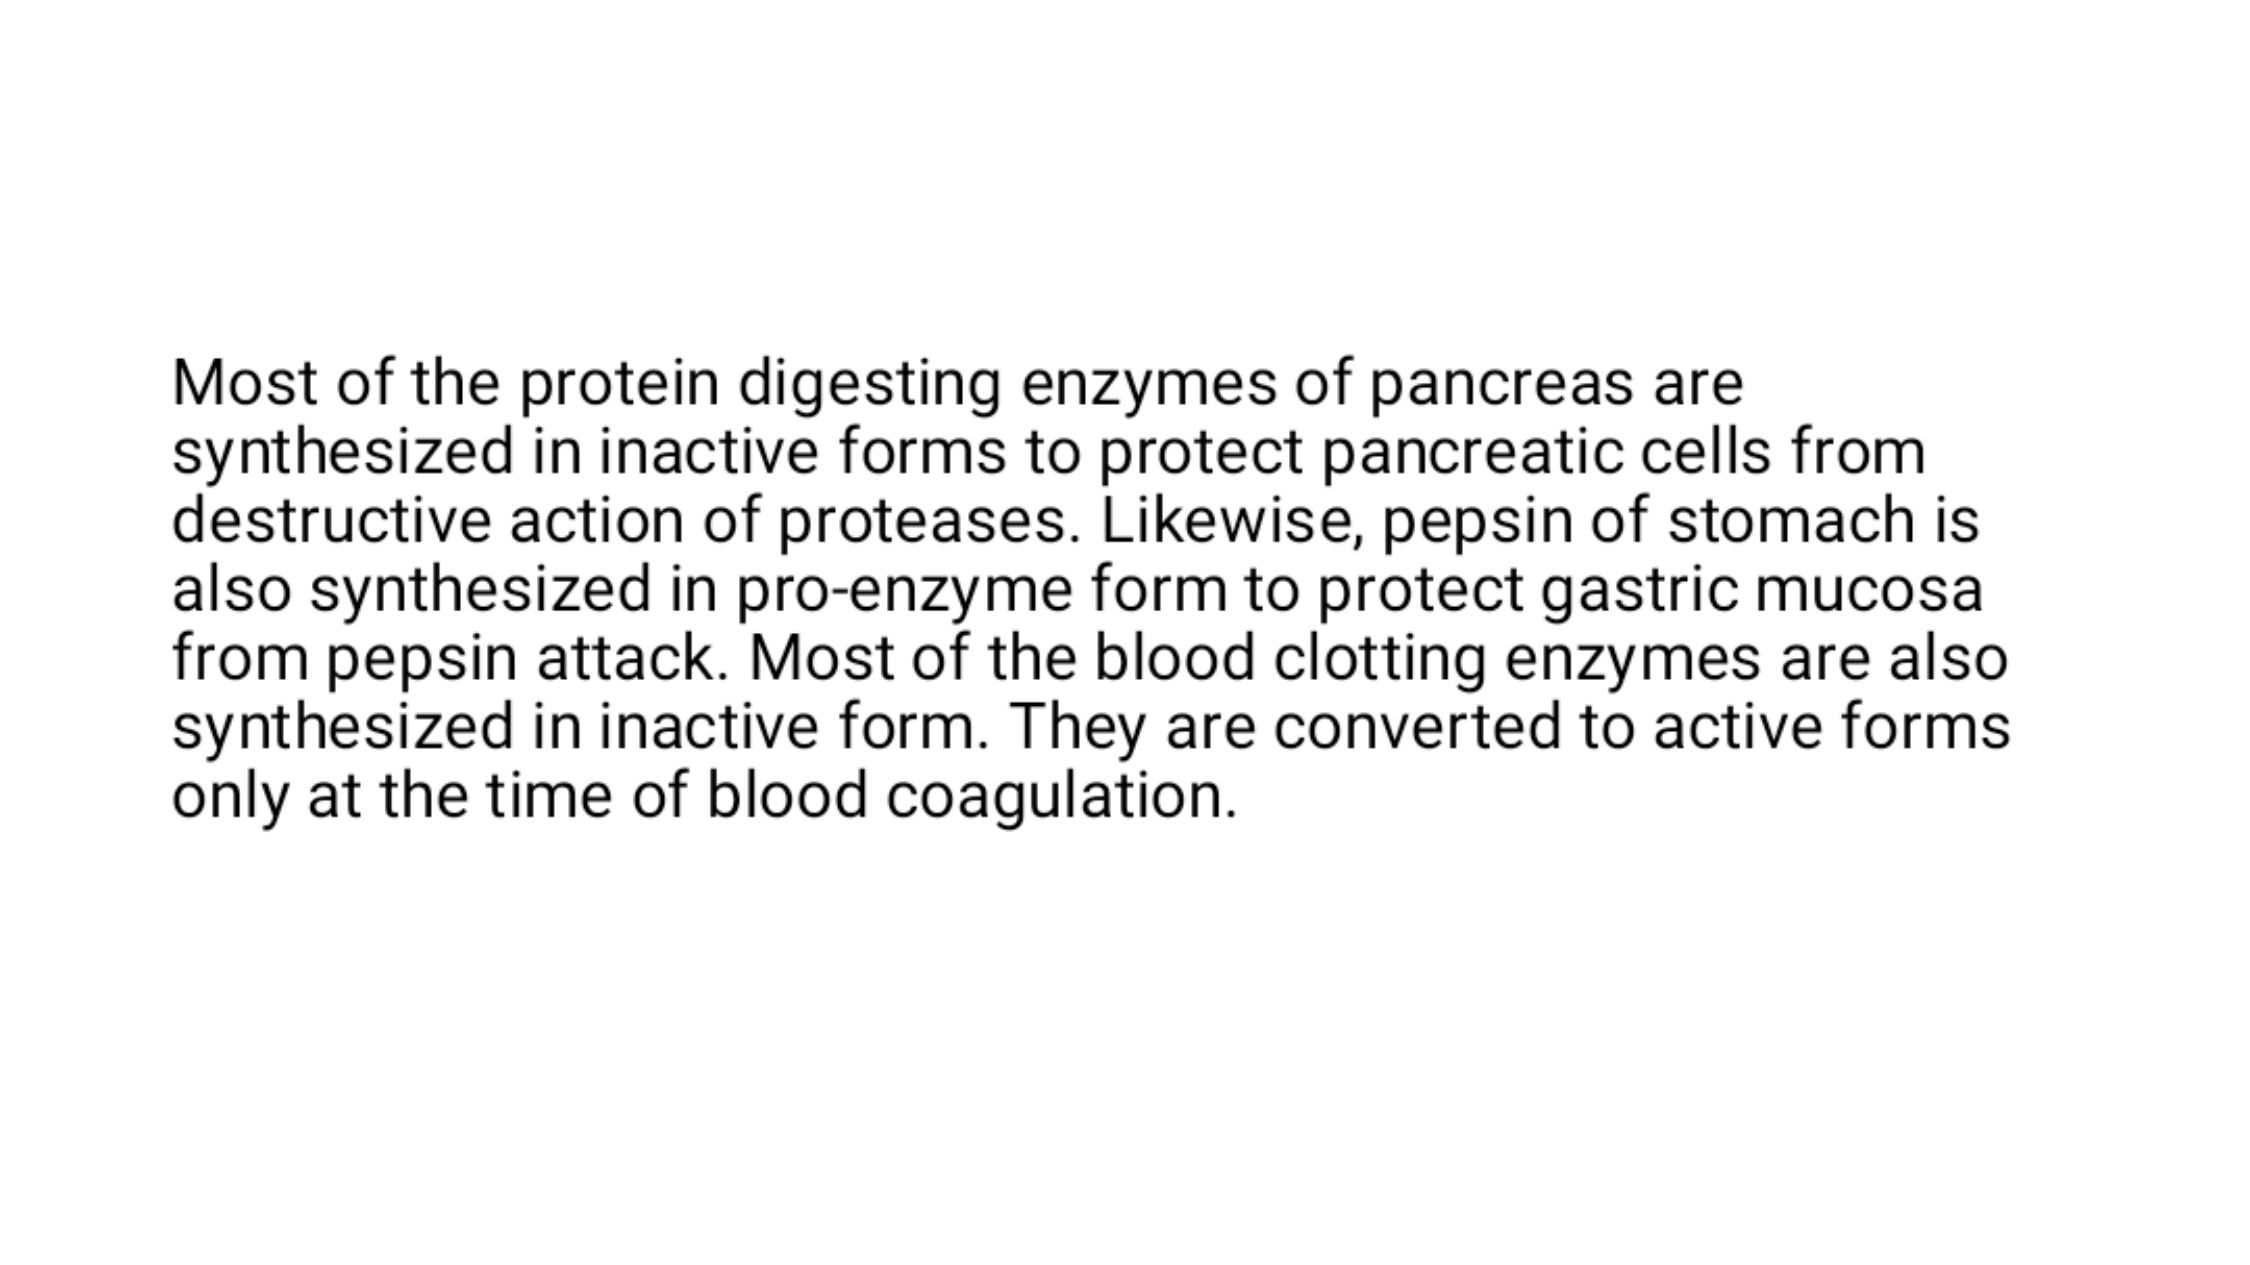 Most of the protein digesting enzymes of pancreas are
synthesized in inactive forms to protect pancreatic cells from
destructive action of proteases. Likewise, pepsin of stomach is
also synthesized in pro-enzyme form to protect gastric mucosa
from pepsin attack. Most of the blood clotting enzymes are also
synthesized in inactive form. They are converted to active forms
only at the time of blood coagulation.